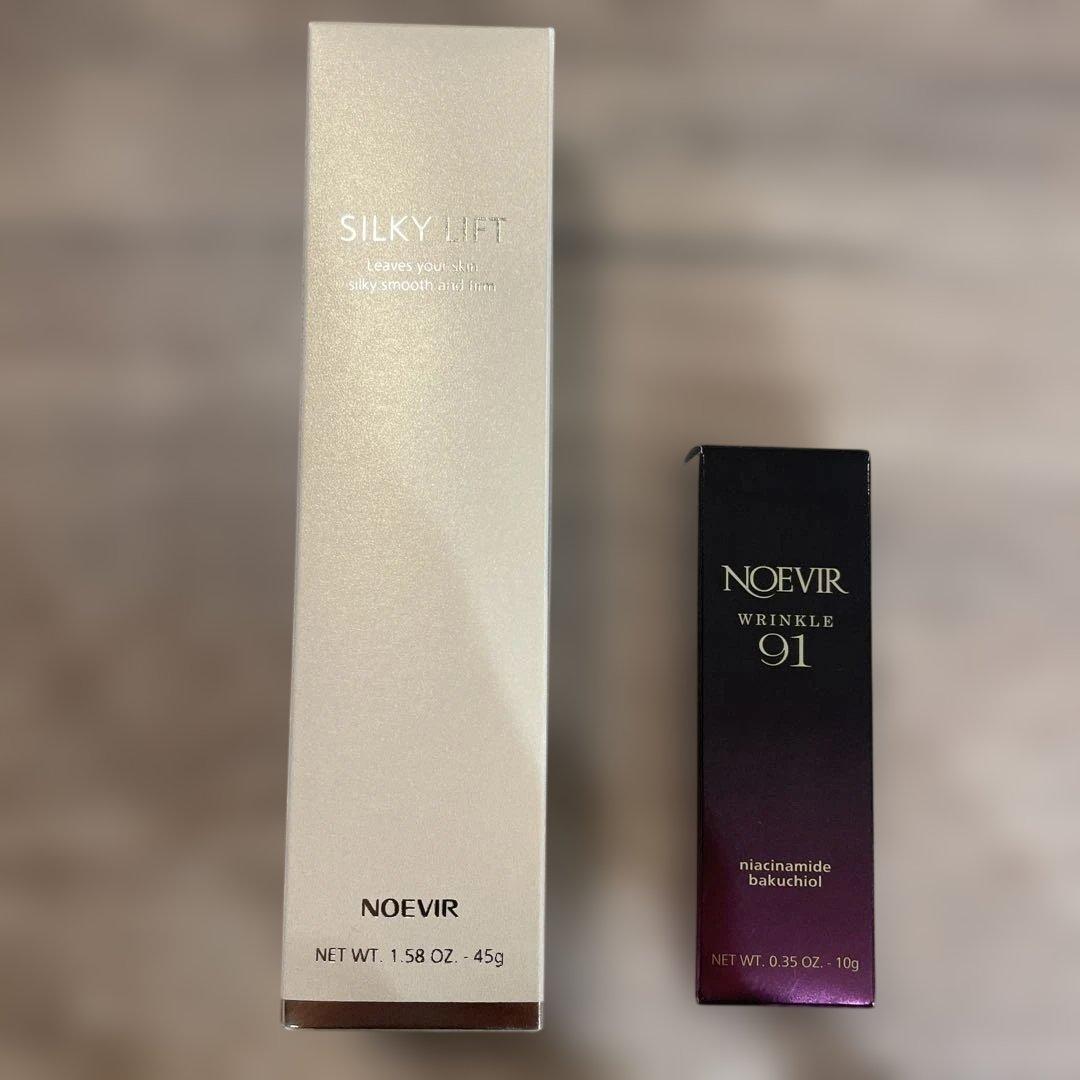 SILKY LIFT
Leaves your skin
silky smooth and firm
NOEVIR
NET WT. 1.58 OZ. - 45g
NOEVIR
WRINKLE
91
niacinamide
bakuchiol
NET WT. 0.35 OZ. - 10g